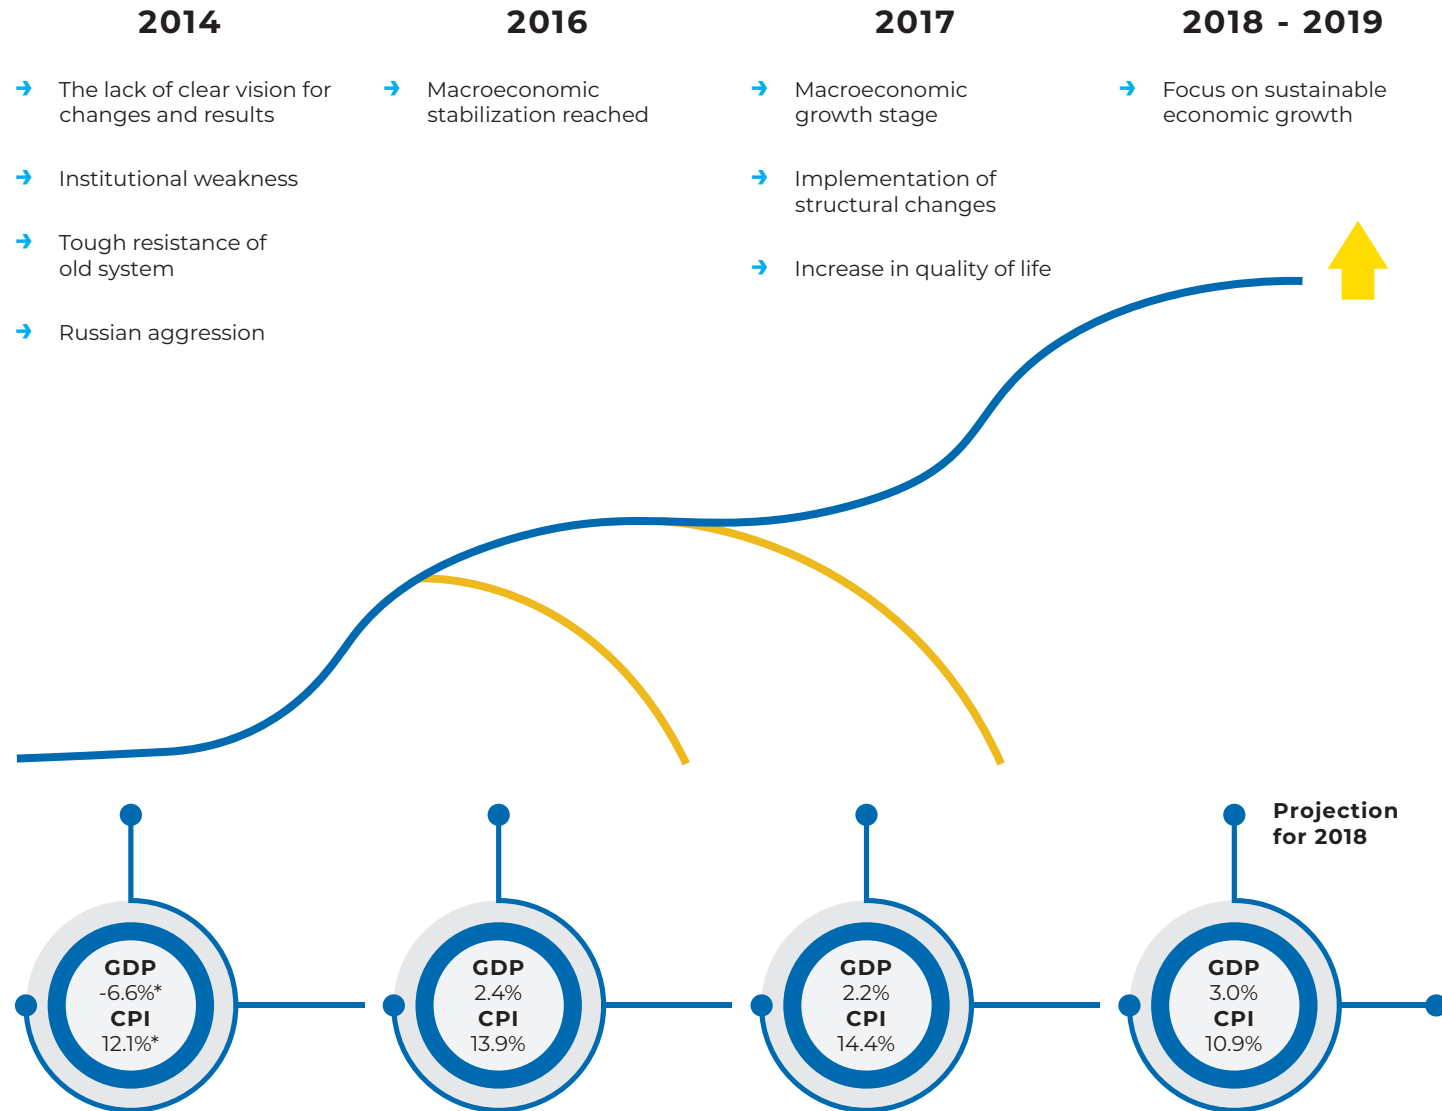 2014
The lack of clear vision for
changes and results
Institutional weakness
Tough resistance of
old system
Russian aggression
2016
Macroeconomic
stabilization reached
2017
Macroeconomic
growth stage
Implementation of
structural changes
Increase in quality of life
2018 - 2019
Focus on sustainable
economic growth
Projection
for 2018
GDP
-6.6%*
CPI
12.1%*
GDP
2.4%
CPI
13.9%
GDP
2.2%
CPI
14.4%
GDP
3.0%
CPI
10.9%